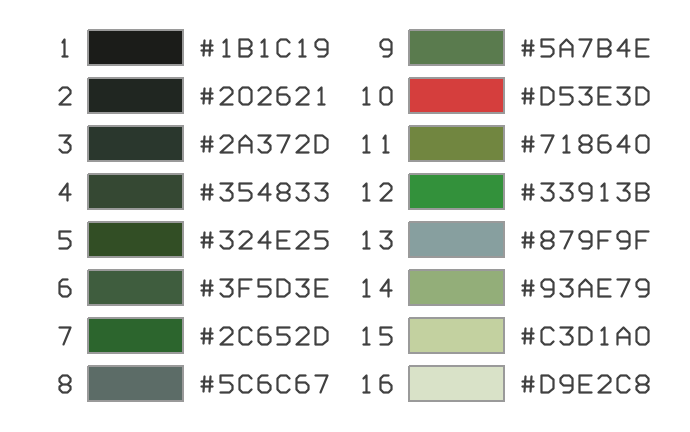 1 #1B1C19
2 #202621
3 #2A372D
4 #354833
5 #324E25
6 #3F5D3E
7 #2C652D
8 #5C6C67
9 #5A7B4E
10 #D53E3D
11 #718640
12 #33913B
13 #879F9F
14 #93AE79
15 #C3D1A0
16 #D9E2C8